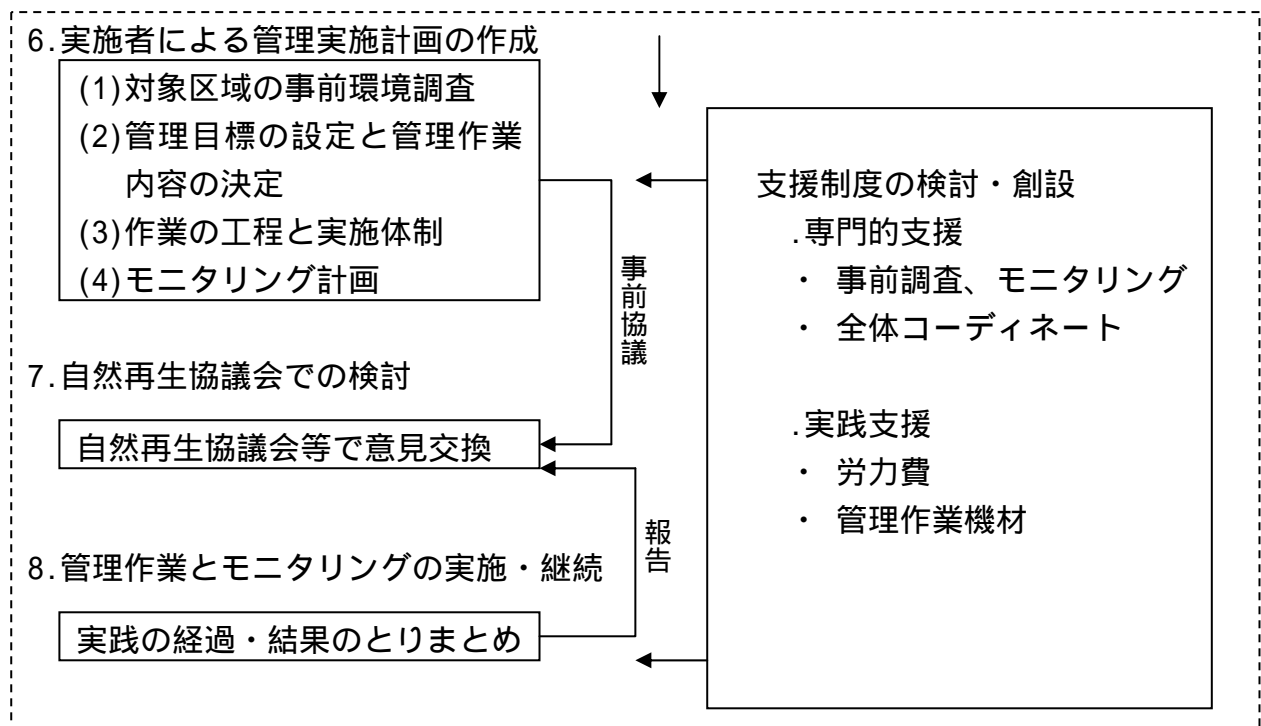 6.実施者による管理実施計画の作成
(1)対象区域の事前環境調査
(2)管理目標の設定と管理作業
内容の決定
(3)作業の工程と実施体制
(4)モニタリング計画
事前協議
7.自然再生協議会での検討
自然再生協議会等で意見交換
報告
8.管理作業とモニタリングの実施・継続
実践の経過・結果のとりまとめ
支援制度の検討・創設
.専門的支援
・ 事前調査、モニタリング
・ 全体コーディネート
.実践支援
・ 労力費
・ 管理作業機材